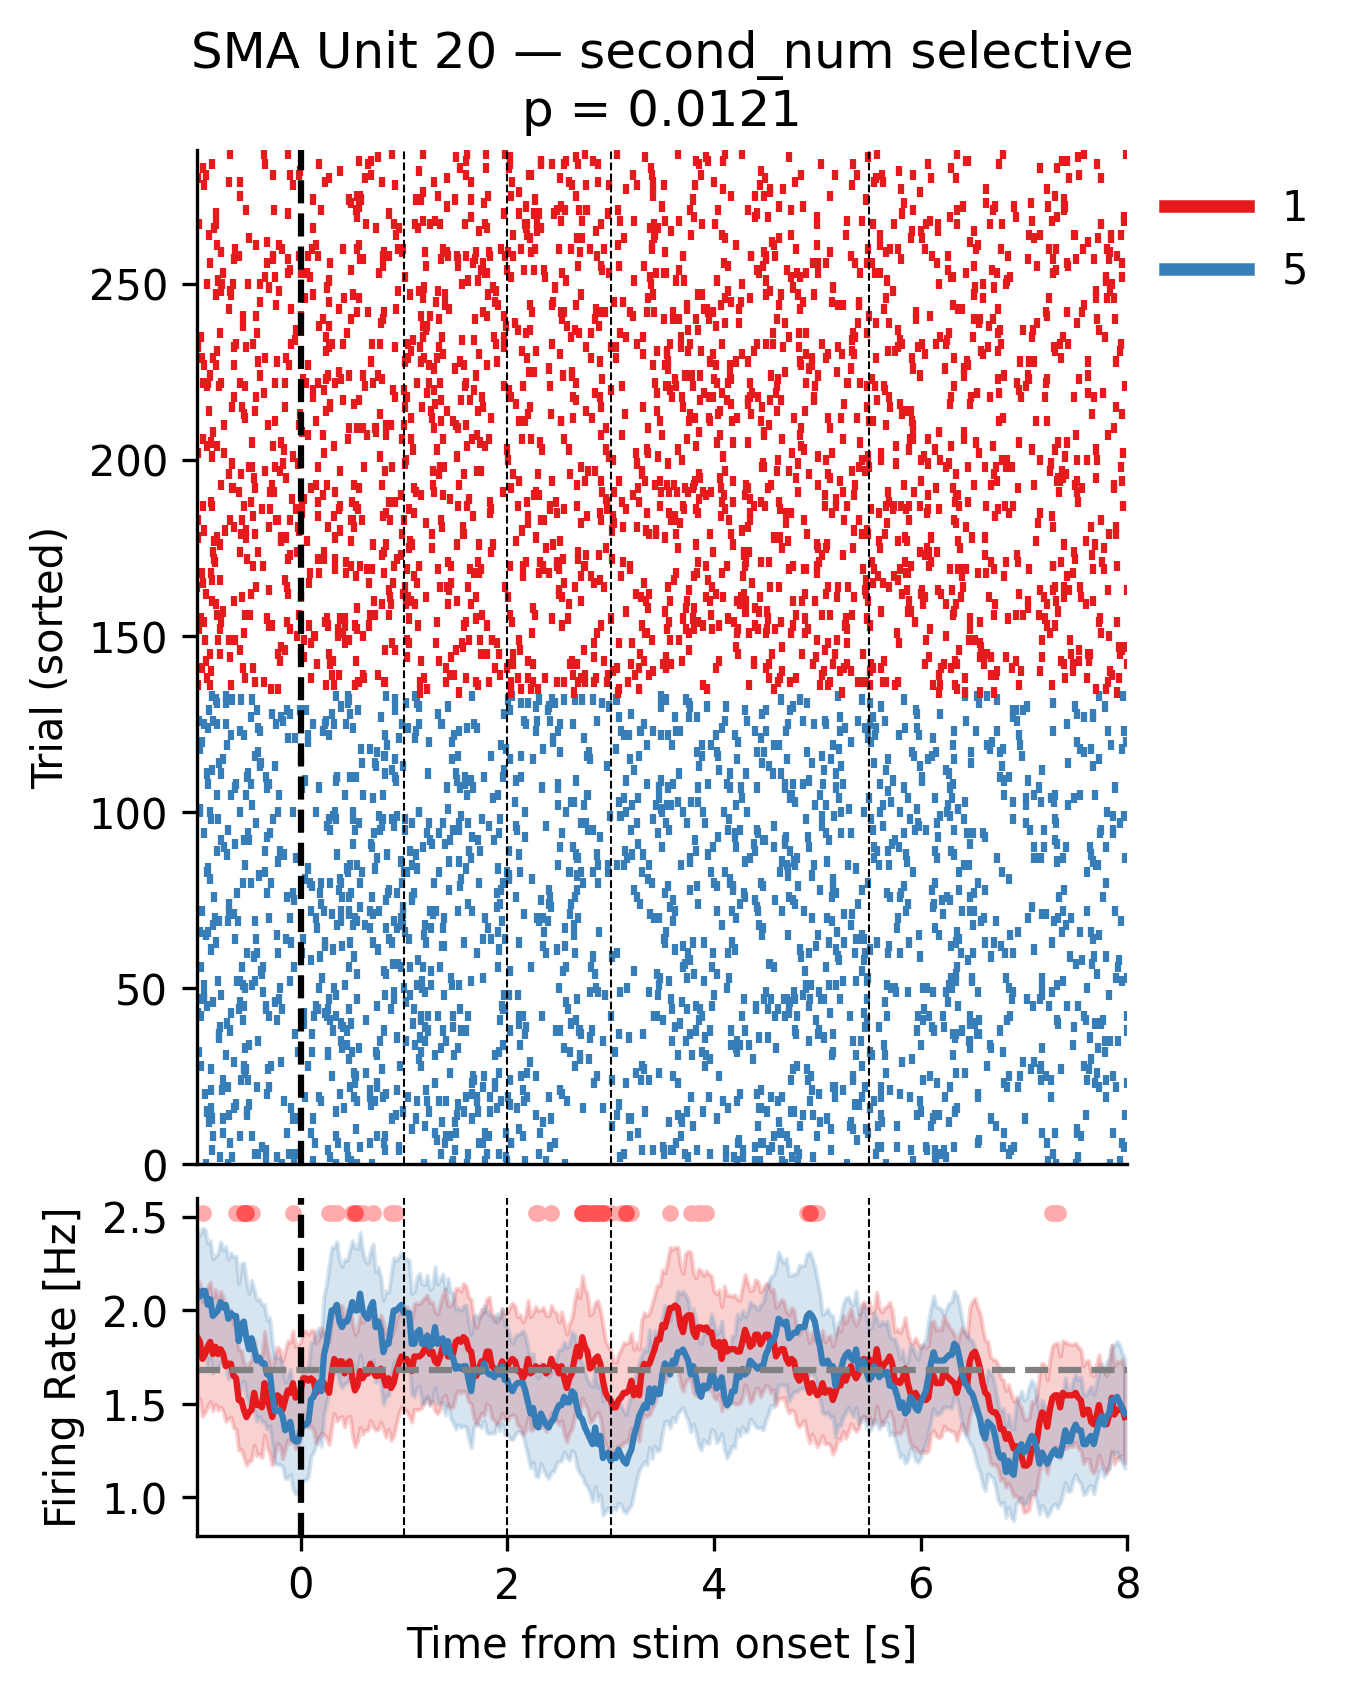 SMA Unit 20 — second_num selective
p = 0.0121
1
5
Trial (sorted)
250
200
150
100
50
0
Firing Rate [Hz]
2.5
2.0
1.5
1.0
0 2 4 6 8
Time from stim onset [s]